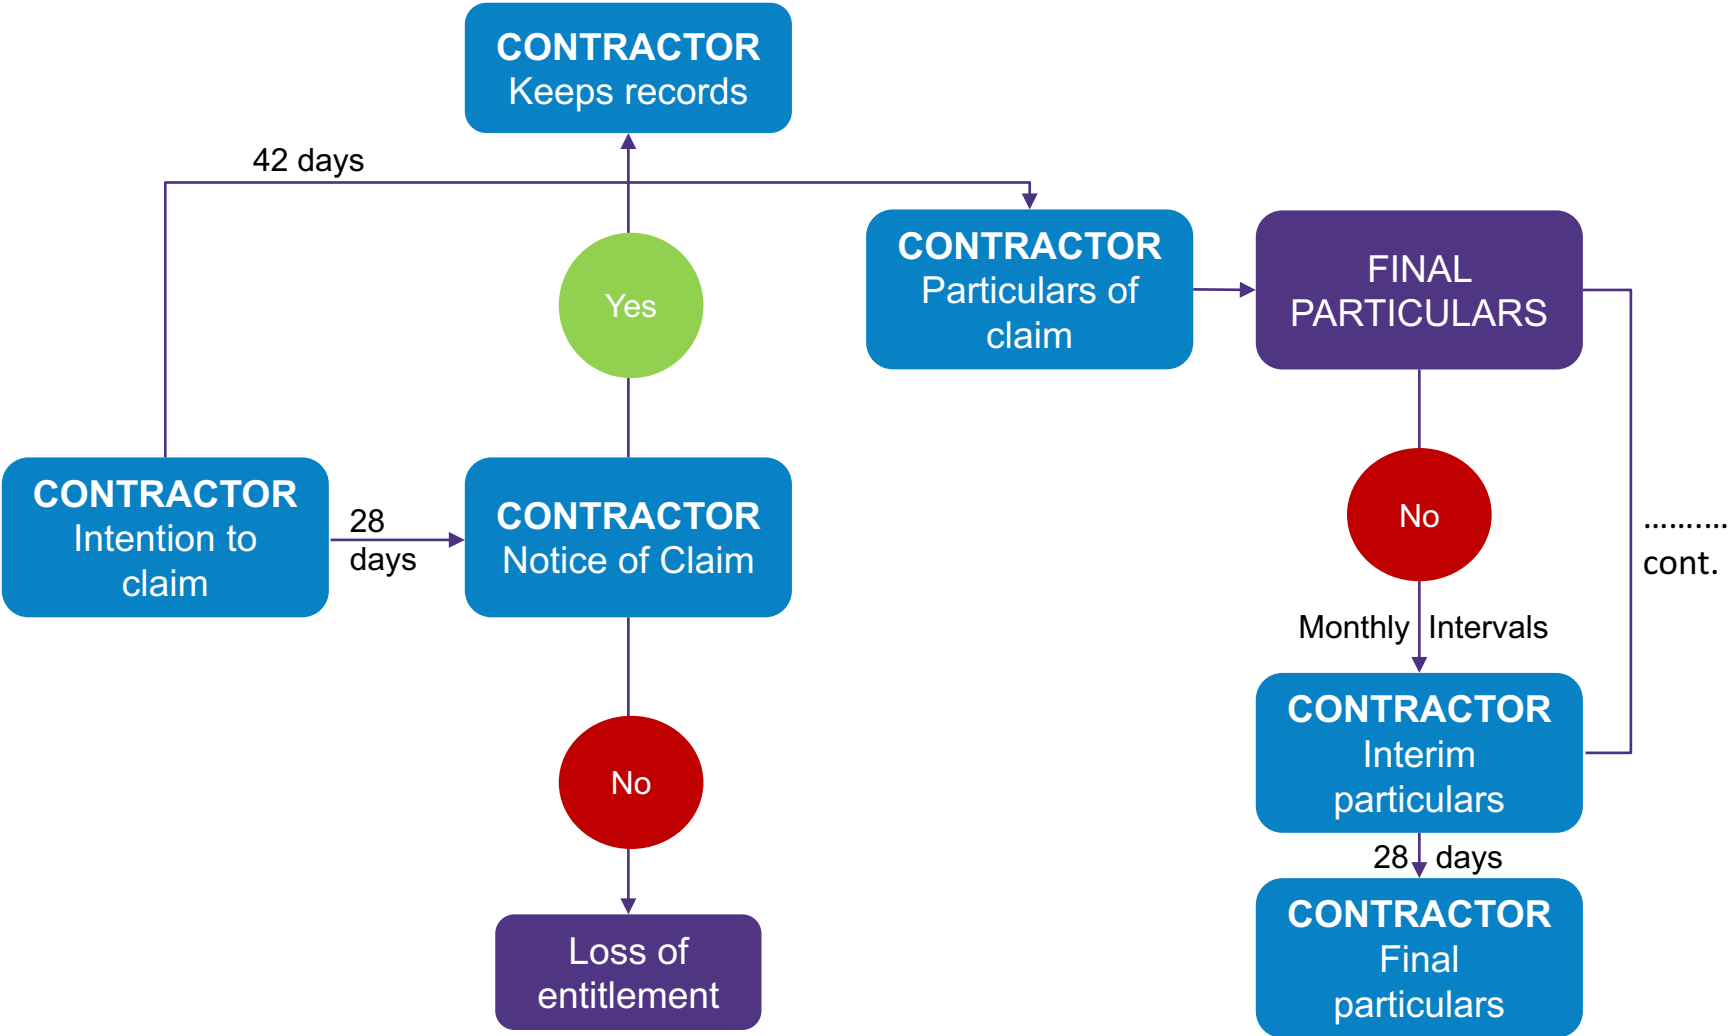 CONTRACTOR
Keeps records
42 days
CONTRACTOR
Particulars of
claim
FINAL
PARTICULARS
Yes
CONTRACTOR
Intention to
claim
28
days
CONTRACTOR
Notice of Claim
No
..........
cont.
Monthly Intervals
CONTRACTOR
Interim
particulars
No
28 days
CONTRACTOR
Final
particulars
Loss of
entitlement